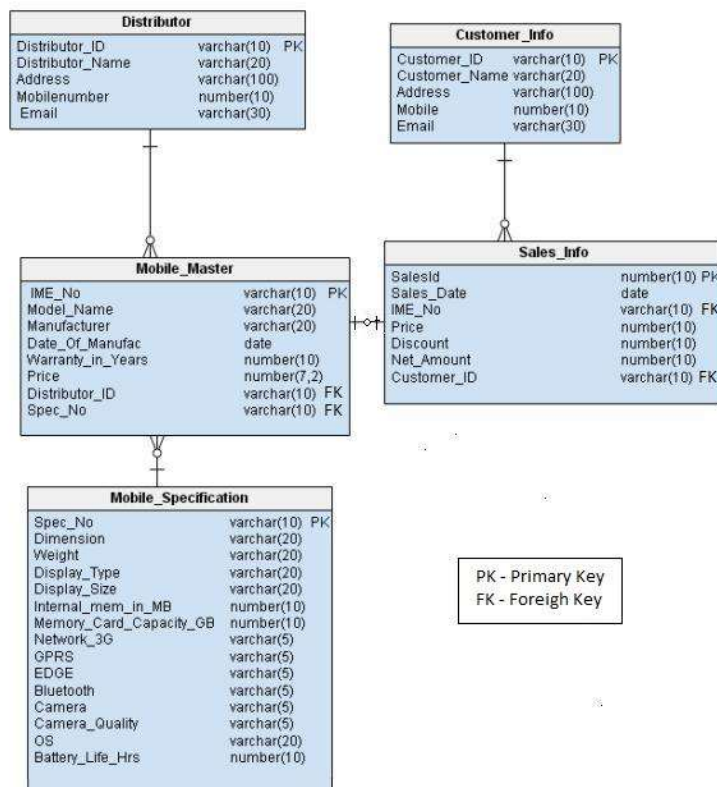 Distributor
Distributor_ID varchar(10) PK
Distributor_Name varchar(20)
Address varchar(100)
Mobilenumber number(10)
Email varchar(30)
Customer_Info
Customer_ID varchar(10) PK
Customer_Name varchar(20)
Address varchar(100)
Mobile number(10)
Email varchar(30)
Mobile_Master
IME_No varchar(10) PK
Model_Name varchar(20)
Manufacturer varchar(20)
Date_Of_Manufac date
Warranty_in_Years number(10)
Price number(7,2)
Distributor_ID varchar(10) FK
Spec_No varchar(10) FK
Sales_Info
SalesId number(10) PK
Sales_Date date
IME_No varchar(10) FK
Price number(10)
Discount number(10)
Net_Amount number(10)
Customer_ID varchar(10) FK
Mobile_Specification
Spec_No varchar(10) PK
Dimension varchar(20)
Weight varchar(20)
Display_Type varchar(20)
Display_Size varchar(20)
Internal_mem_in_MB number(10)
Memory_Card_Capacity_GB number(10)
Network_3G varchar(5)
GPRS varchar(5)
EDGE varchar(5)
Bluetooth varchar(5)
Camera varchar(5)
Camera_Quality varchar(5)
OS varchar(20)
Battery_Life_Hrs number(10)
PK - Primary Key
FK - Foreigh Key